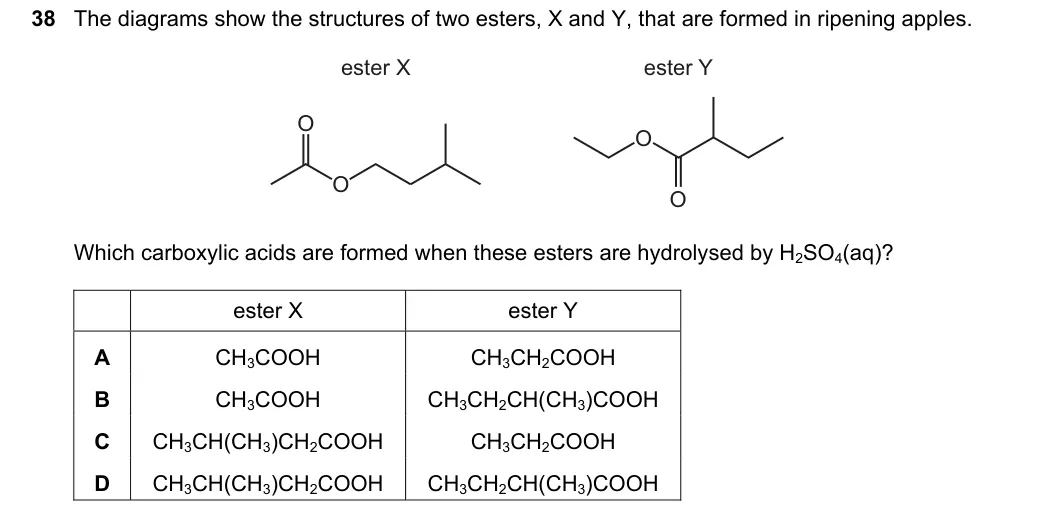 38 The diagrams show the structures of two esters, X and Y, that are formed in ripening apples.
ester X ester Y
O
O
O
O
Which carboxylic acids are formed when these esters are hydrolysed by H₂SO₄(aq)?
ester X ester Y
A CH₃COOH CH₃CH₂COOH
B CH₃COOH CH₃CH₂CH(CH₃)COOH
C CH₃CH(CH₃)CH₂COOH CH₃CH₂COOH
D CH₃CH(CH₃)CH₂COOH CH₃CH₂CH(CH₃)COOH